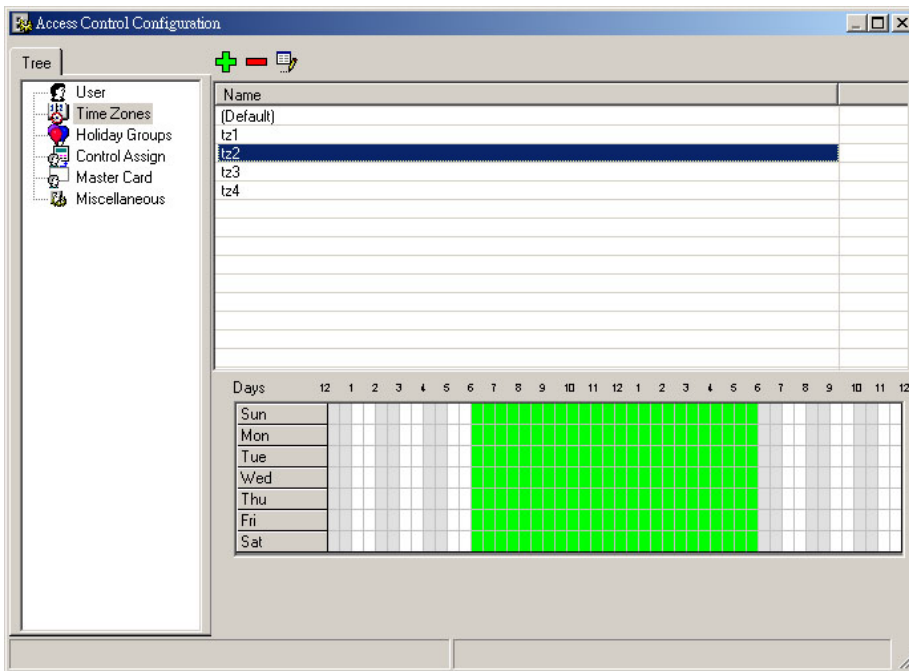 Access Control Configuration
Tree
User
Time Zones
Holiday Groups
Control Assign
Master Card
Miscellaneous
Name
(Default)
tz1
tz2
tz3
tz4
Days 12 1 2 3 4 5 6 7 8 9 10 11 12 1 2 3 4 5 6 7 8 9 10 11 12
Sun
Mon
Tue
Wed
Thu
Fri
Sat